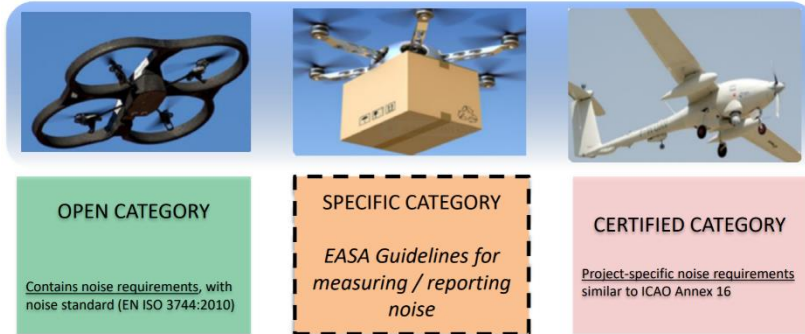 OPEN CATEGORY
Contains noise requirements, with
noise standard (EN ISO 3744:2010)
SPECIFIC CATEGORY
EASA Guidelines for
measuring / reporting
noise
CERTIFIED CATEGORY
Project-specific noise requirements
similar to ICAO Annex 16